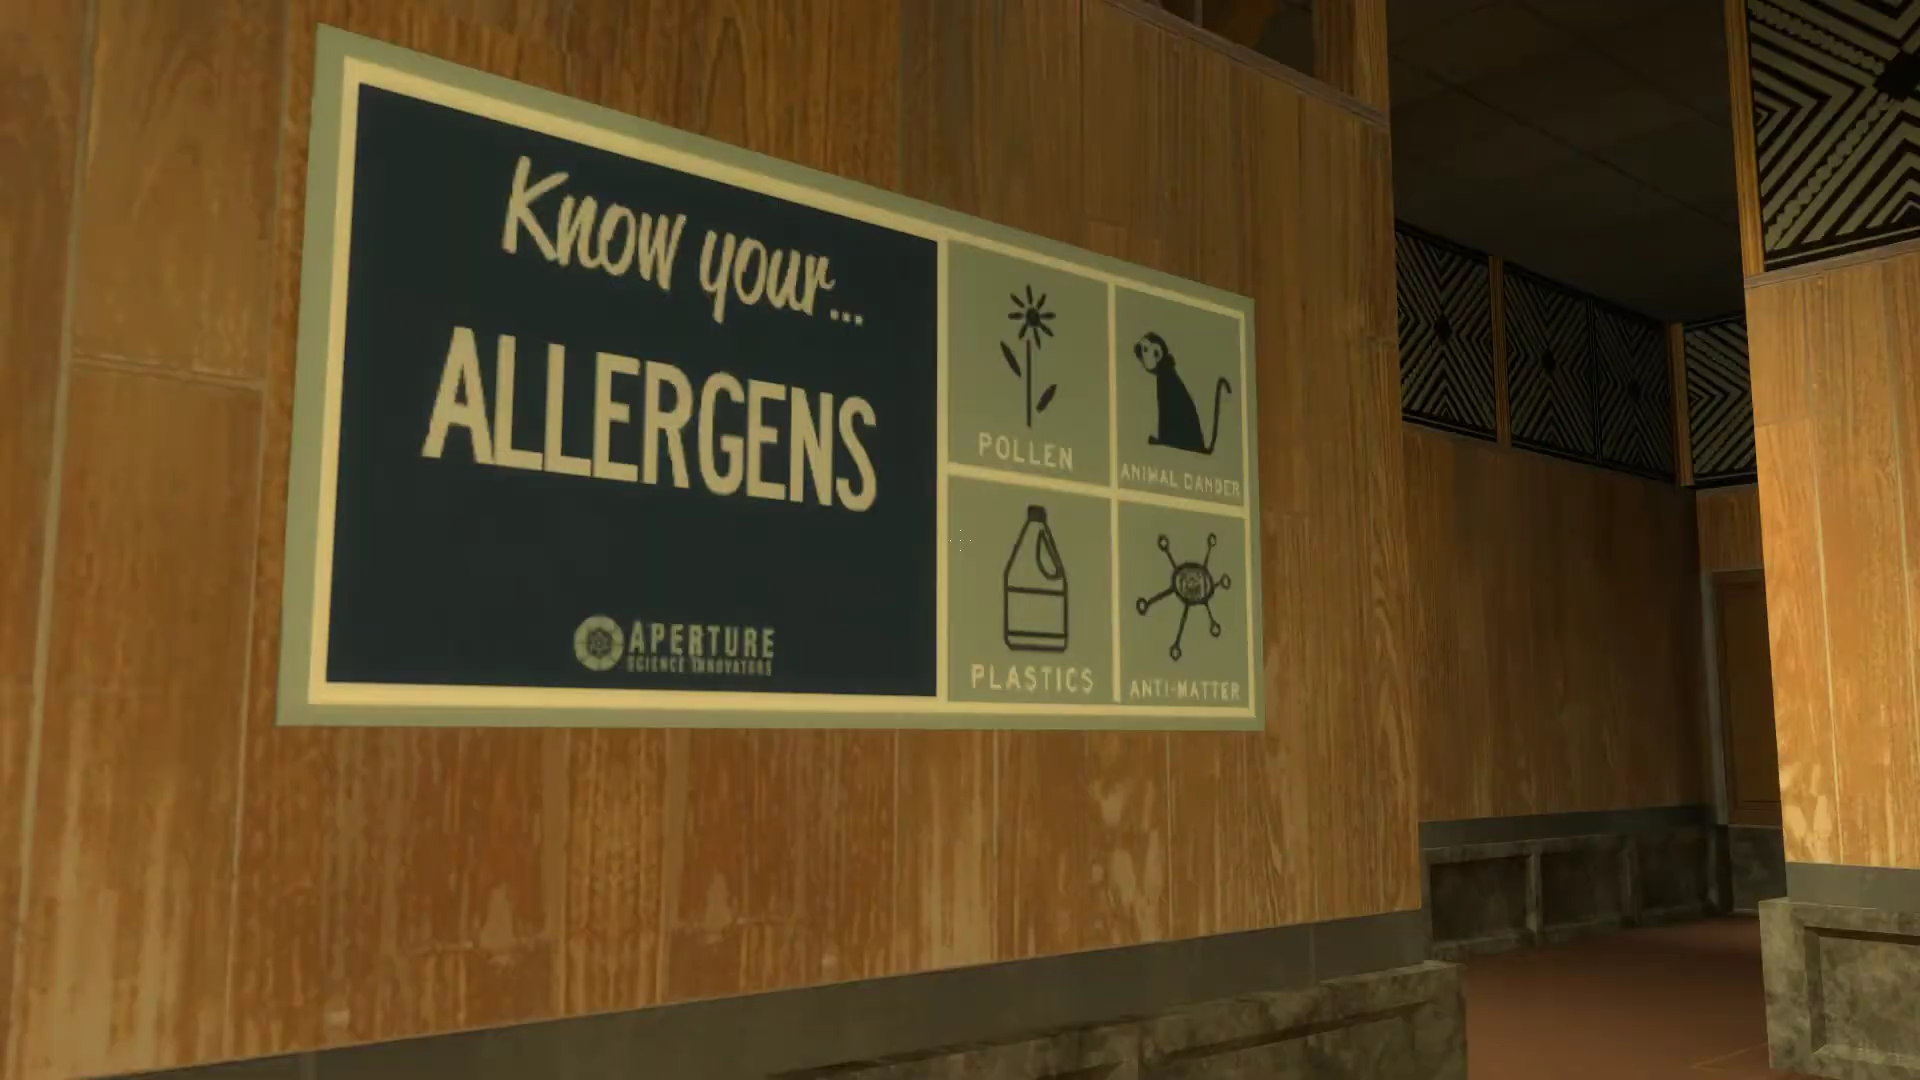 Know your...
ALLERGENS
APERTURE
SCIENCE INNOVATORS
POLLEN
ANIMAL DANDER
PLASTICS
ANTI-MATTER